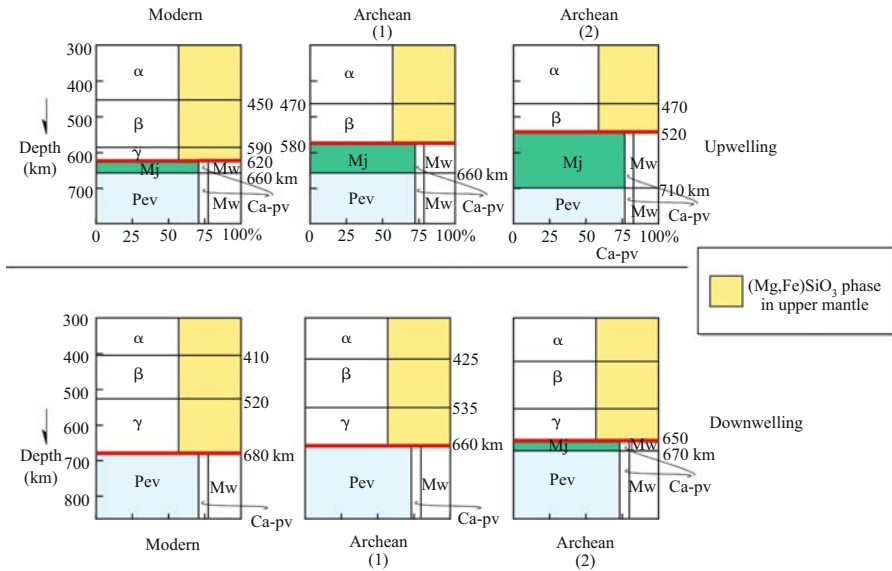 Modern
Archean
(1)
Archean
(2)
300
400
500
600
700
Depth
(km)
α
β
γ
Mj
Pev
Mw
Mw
450
590
620
660 km
Ca-pv
0 25 50 75 100%
α
β
Mj
Pev
Mw
Mw
470
580
660 km
Ca-pv
0 25 50 75 100%
α
β
Mj
Pev
Mw
Mw
470
520
710 km
Ca-pv
0 25 50 75 100%
Ca-pv
Upwelling
(Mg,Fe)SiO₃ phase
in upper mantle
300
400
500
600
700
800
Depth
(km)
α
β
γ
Pev
Mw
410
520
680 km
Ca-pv
α
β
γ
Pev
Mw
425
535
660 km
Ca-pv
α
β
γ
Mj
Pev
Mw
Mw
650
670 km
Ca-pv
Downwelling
Modern
Archean
(1)
Archean
(2)